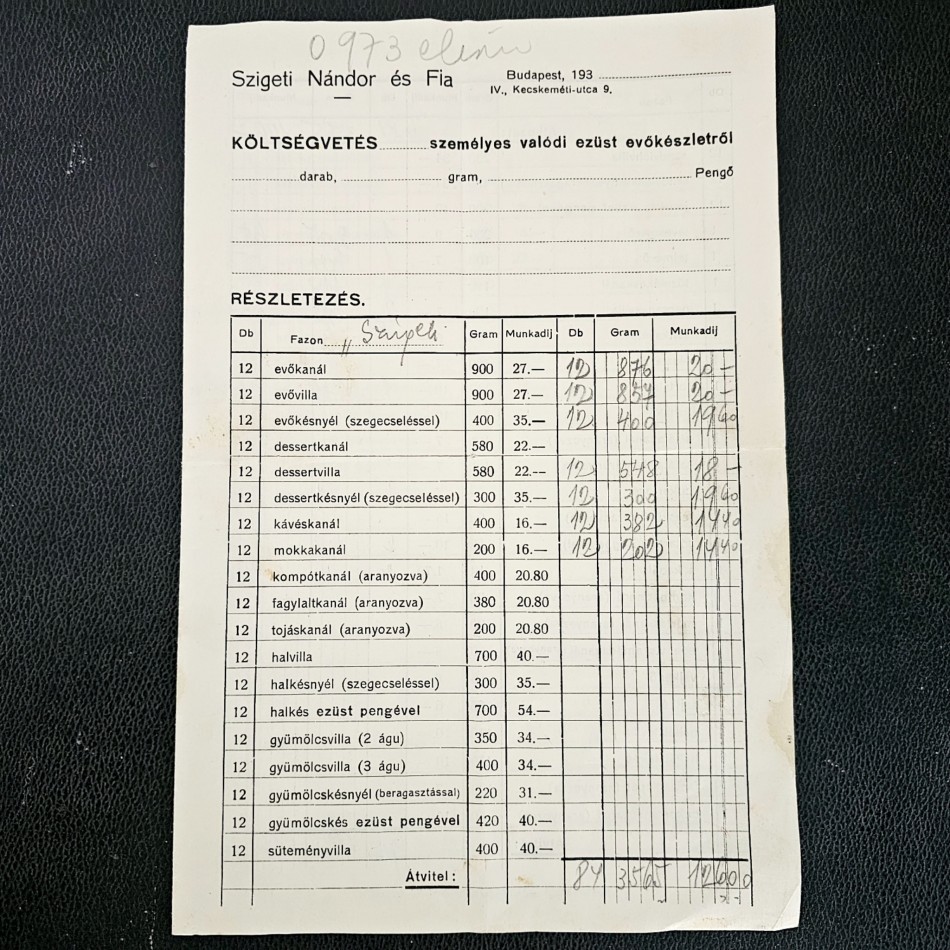 0 973
Szigeti Nándor és Fia
Budapest, 193
IV., Kecskeméti-utca 9.
KÖLTSÉGVETÉS személyes valódi ezüst evőkészletről
darab, gram, Pengő
RÉSZLETEZÉS.
Db Fazon „ Szigeti Gram Munkadij Db Gram Munkadij
12 evőkanál 900 27.— 12 876 20 –
12 evővilla 900 27.— 12 857 20 –
12 evőkésnyél (szegecseléssel) 400 35.— 12 400 19 60
12 dessertkanál 580 22.—
12 dessertvilla 580 22.-- 12 548 18 –
12 dessertkésnyél (szegecseléssel) 300 35.— 12 300 19 60
12 kávéskanál 400 16.— 12 382 14 40
12 mokkakanál 200 16.— 12 202 14 40
12 kompótkanál (aranyozva) 400 20.80
12 fagylaltkanál (aranyozva) 380 20.80
12 tojáskanál (aranyozva) 200 20.80
12 halvilla 700 40.—
12 halkésnyél (szegecseléssel) 300 35.—
12 halkés ezüst pengével 700 54.—
12 gyümölcsvilla (2 águ) 350 34.—
12 gyümölcsvilla (3 águ) 400 34.—
12 gyümölcskésnyél (beragasztással) 220 31.—
12 gyümölcskés ezüst pengével 420 40.—
12 süteményvilla 400 40.—
Átvitel : 84 3565 126 00